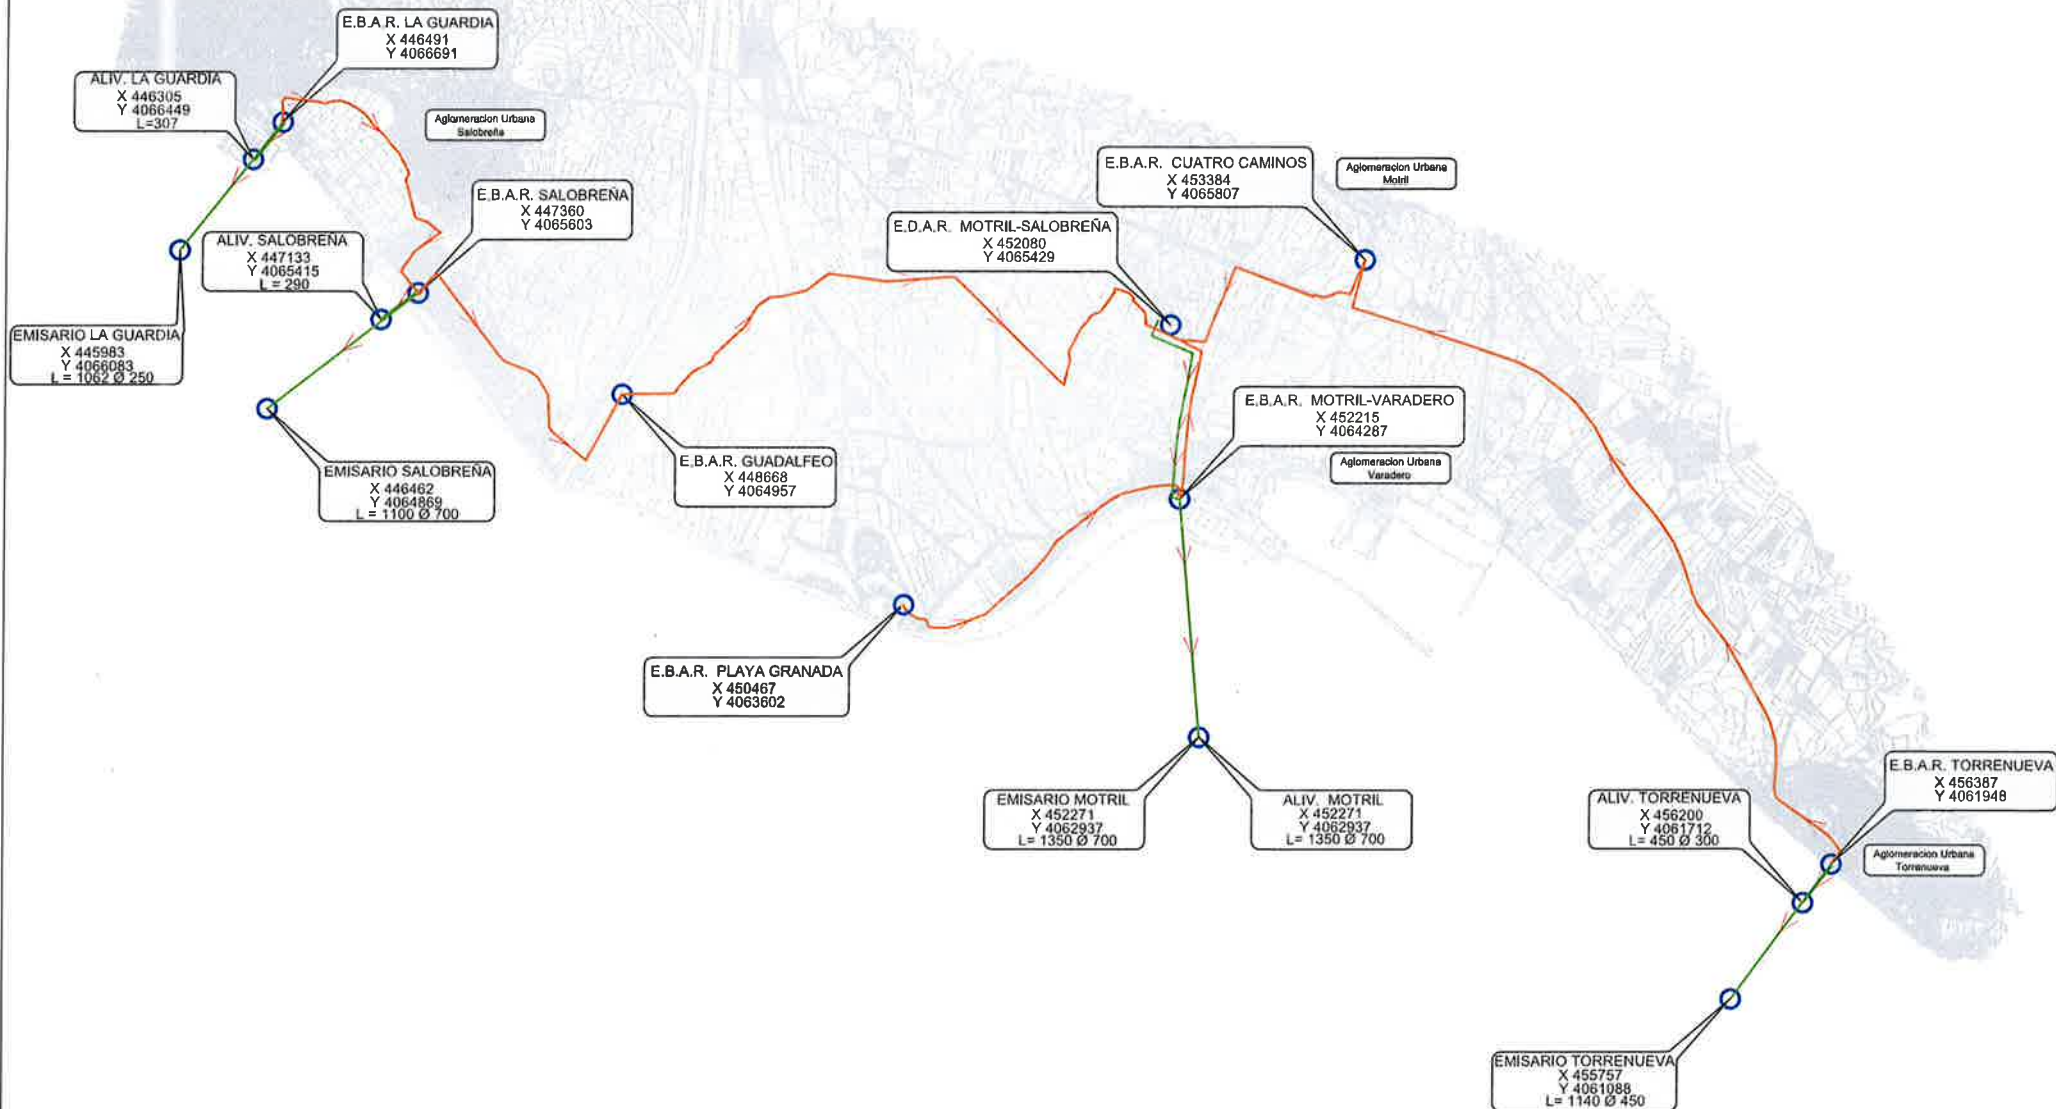 E.B.A.R. LA GUARDIA
X 446491
Y 4066691
ALIV. LA GUARDIA
X 446305
Y 4066449
L=307
Aglomeracion Urbana
Salobreña
E.B.A.R. SALOBREÑA
X 447360
Y 4065603
ALIV. SALOBREÑA
X 447133
Y 4065415
L = 290
EMISARIO LA GUARDIA
X 445983
Y 4066083
L = 1062 Ø 250
EMISARIO SALOBREÑA
X 446462
Y 4064869
L = 1100 Ø 700
E.B.A.R. GUADALFEO
X 448668
Y 4064957
E.D.A.R. MOTRIL-SALOBREÑA
X 452080
Y 4065429
E.B.A.R. CUATRO CAMINOS
X 453384
Y 4065807
Aglomeracion Urbana
Motril
E.B.A.R. MOTRIL-VARADERO
X 452215
Y 4064287
Aglomeracion Urbana
Varadero
E.B.A.R. PLAYA GRANADA
X 450467
Y 4063602
EMISARIO MOTRIL
X 452271
Y 4062937
L= 1350 Ø 700
ALIV. MOTRIL
X 452271
Y 4062937
L= 1350 Ø 700
E.B.A.R. TORRENUEVA
X 456387
Y 4061948
ALIV. TORRENUEVA
X 456200
Y 4061712
L= 450 Ø 300
Aglomeracion Urbana
Torrenueva
EMISARIO TORRENUEVA
X 455757
Y 4061088
L= 1140 Ø 450